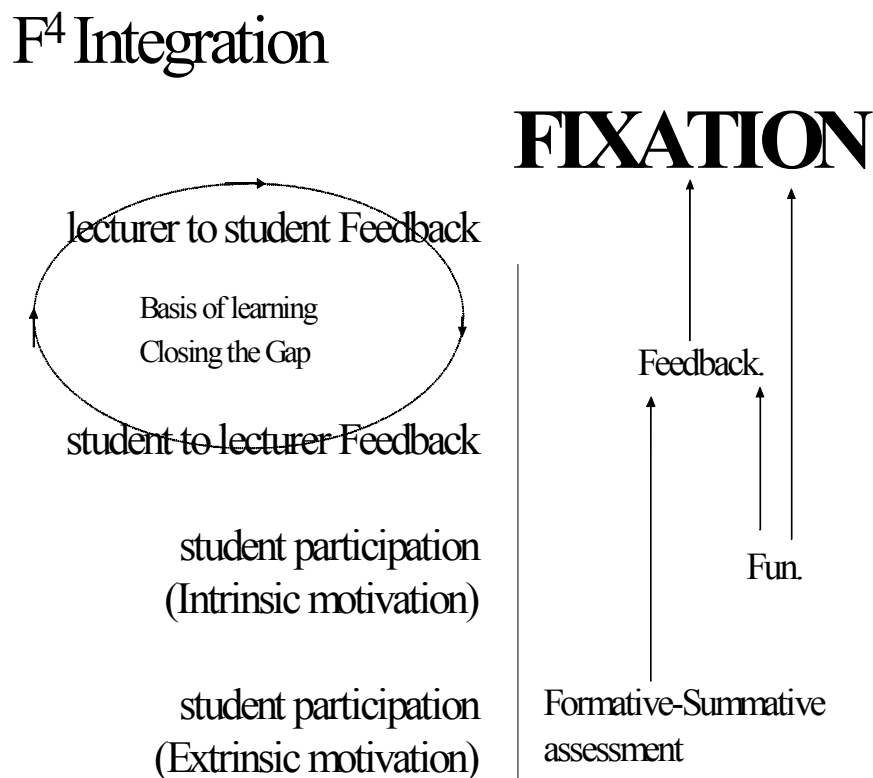 F⁴ Integration
FIXATION
lecturer to student Feedback
Basis of learning
Closing the Gap
Feedback.
student to lecturer Feedback
student participation
(Intrinsic motivation)
Fun.
student participation
(Extrinsic motivation)
Formative-Summative
assessment